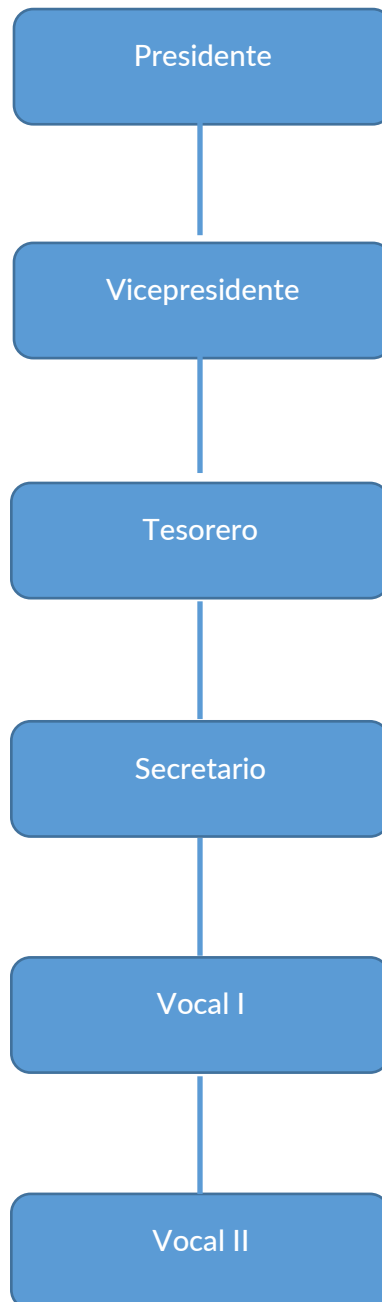 Presidente
Vicepresidente
Tesorero
Secretario
Vocal I
Vocal II